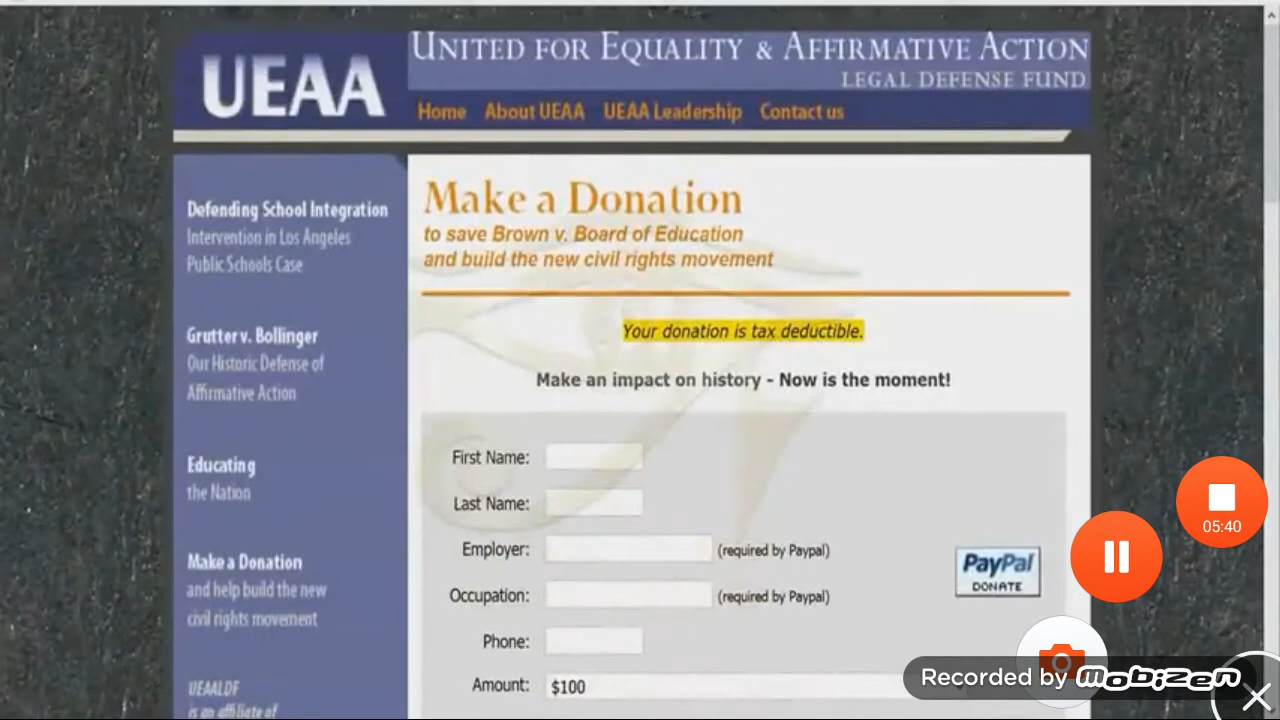 UEAA
UNITED FOR EQUALITY & AFFIRMATIVE ACTION
LEGAL DEFENSE FUND
Home About UEAA UEAA Leadership Contact us
Defending School Integration
Intervention in Los Angeles
Public Schools Case
Grutter v. Bollinger
Our Historic Defense of
Affirmative Action
Educating
the Nation
Make a Donation
and help build the new
civil rights movement
UEAALDF
is an affiliate of
Make a Donation
to save Brown v. Board of Education
and build the new civil rights movement
Your donation is tax deductible.
Make an impact on history - Now is the moment!
First Name:
Last Name:
Employer: (required by Paypal)
Occupation: (required by Paypal)
Phone:
Amount: $100
PayPal
DONATE
05:40
Recorded by mobizen